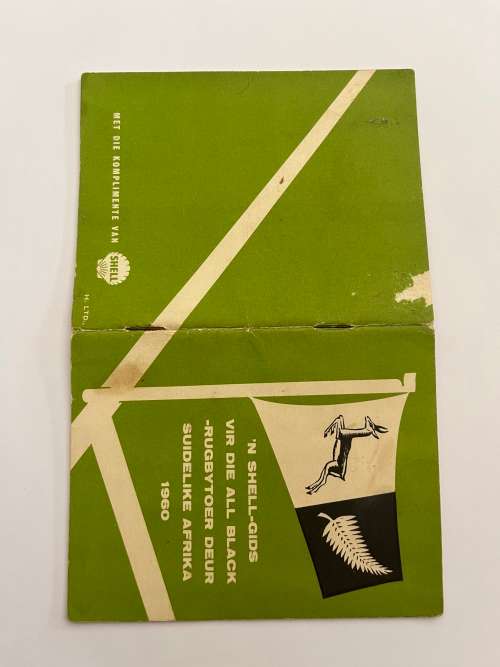 'N SHELL-GIDS
VIR DIE ALL BLACK
-RUGBYTOER DEUR
SUIDELIKE AFRIKA
1960
MET DIE KOMPLIMENTE VAN
SHELL
H. LTD.